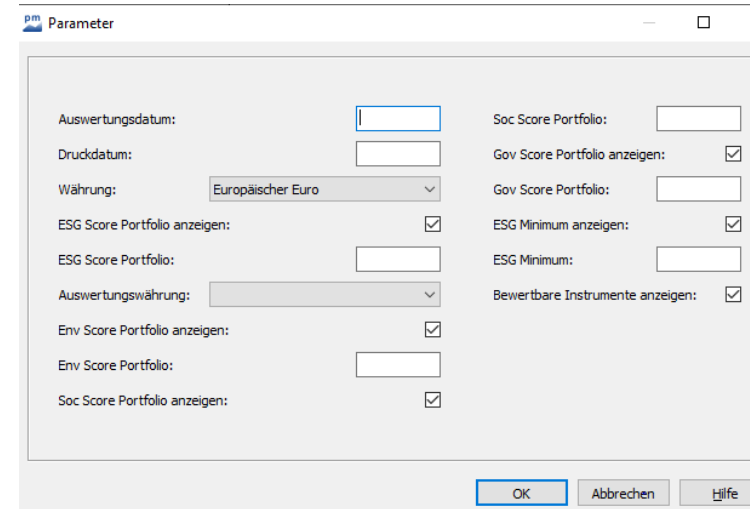 pm Parameter
Auswertungsdatum:
Druckdatum:
Währung: Europäischer Euro
ESG Score Portfolio anzeigen:
ESG Score Portfolio:
Auswertungswährung:
Env Score Portfolio anzeigen:
Env Score Portfolio:
Soc Score Portfolio anzeigen:
Soc Score Portfolio:
Gov Score Portfolio anzeigen:
Gov Score Portfolio:
ESG Minimum anzeigen:
ESG Minimum:
Bewertbare Instrumente anzeigen:
OK Abbrechen Hilfe